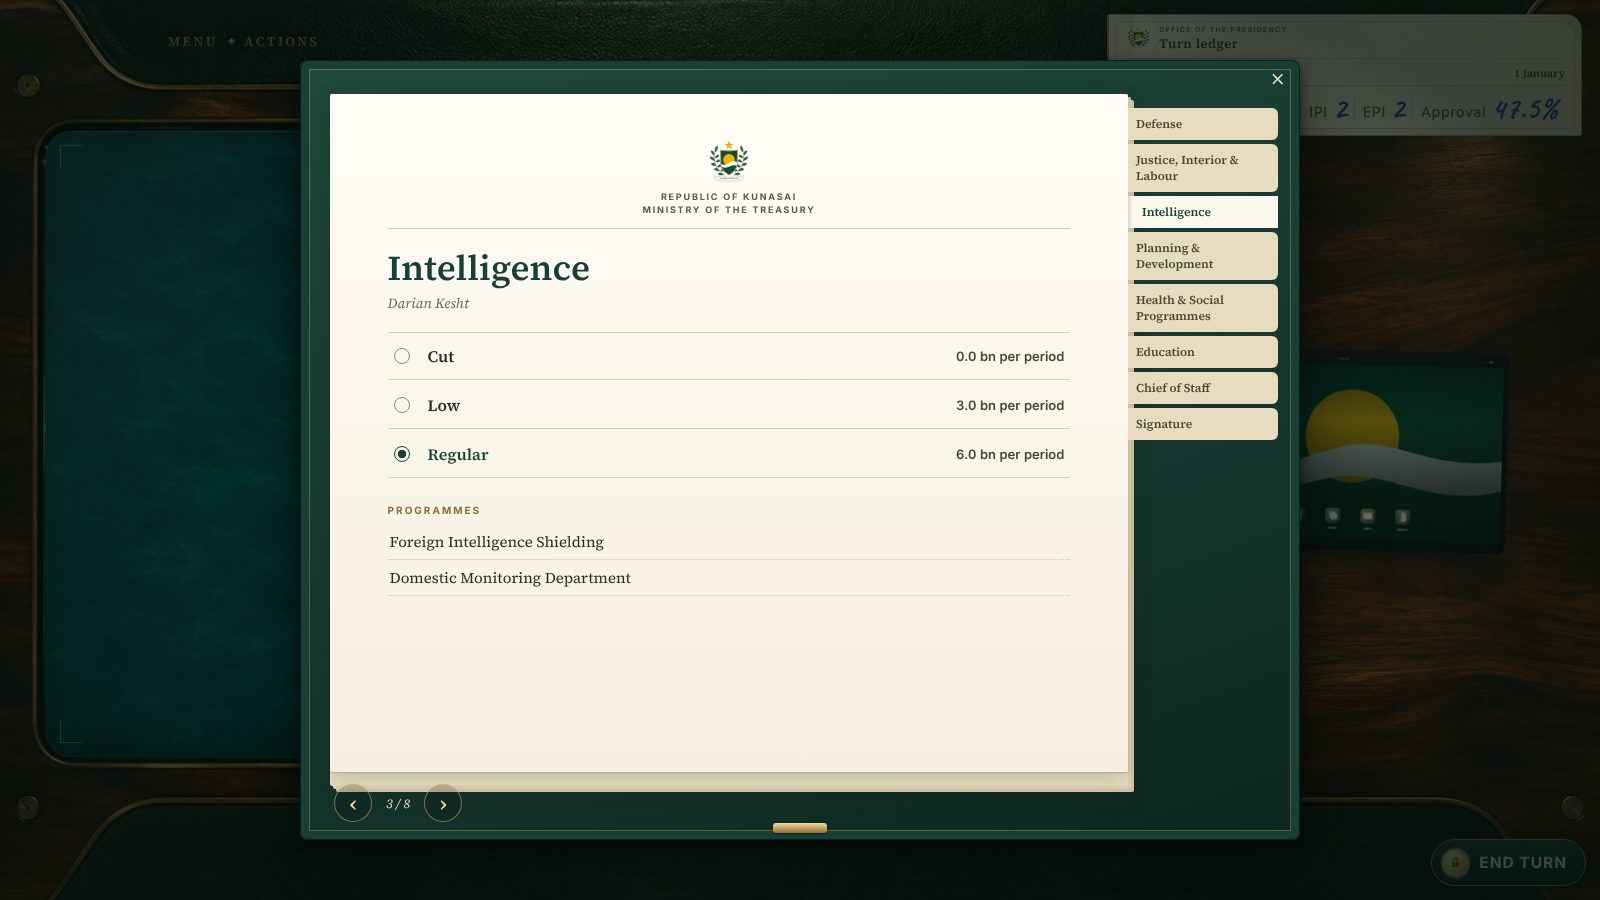 MENU ◆ ACTIONS
OFFICE OF THE PRESIDENCY
Turn ledger
1 January
IPI 2 EPI 2 Approval 47.5%
REPUBLIC OF KUNASAI
MINISTRY OF THE TREASURY
Intelligence
Darian Kesht
Cut 0.0 bn per period
Low 3.0 bn per period
Regular 6.0 bn per period
PROGRAMMES
Foreign Intelligence Shielding
Domestic Monitoring Department
Defense
Justice, Interior &
Labour
Intelligence
Planning &
Development
Health & Social
Programmes
Education
Chief of Staff
Signature
3 / 8
END TURN